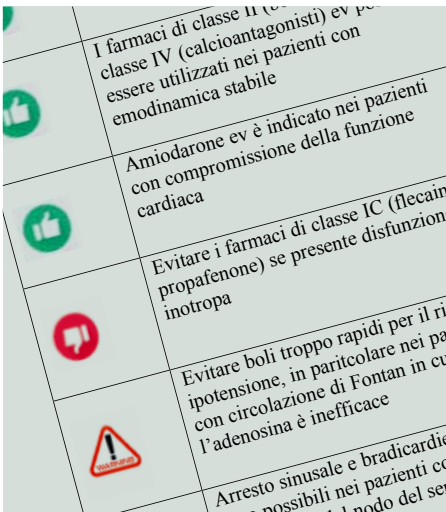 I farmaci di classe II
classe IV (calcioantagonisti) ev
essere utilizzati nei pazienti con
emodinamica stabile
Amiodarone ev è indicato nei pazienti
con compromissione della funzione
cardiaca
Evitare i farmaci di classe IC (flecain
propafenone) se presente disfunzion
inotropa
Evitare boli troppo rapidi per il ri
ipotensione, in paritcolare nei pa
con circolazione di Fontan in cu
l'adenosina è inefficace
WARNING
Arresto sinusale e bradicardie
possibili nei pazienti co
nodo del se